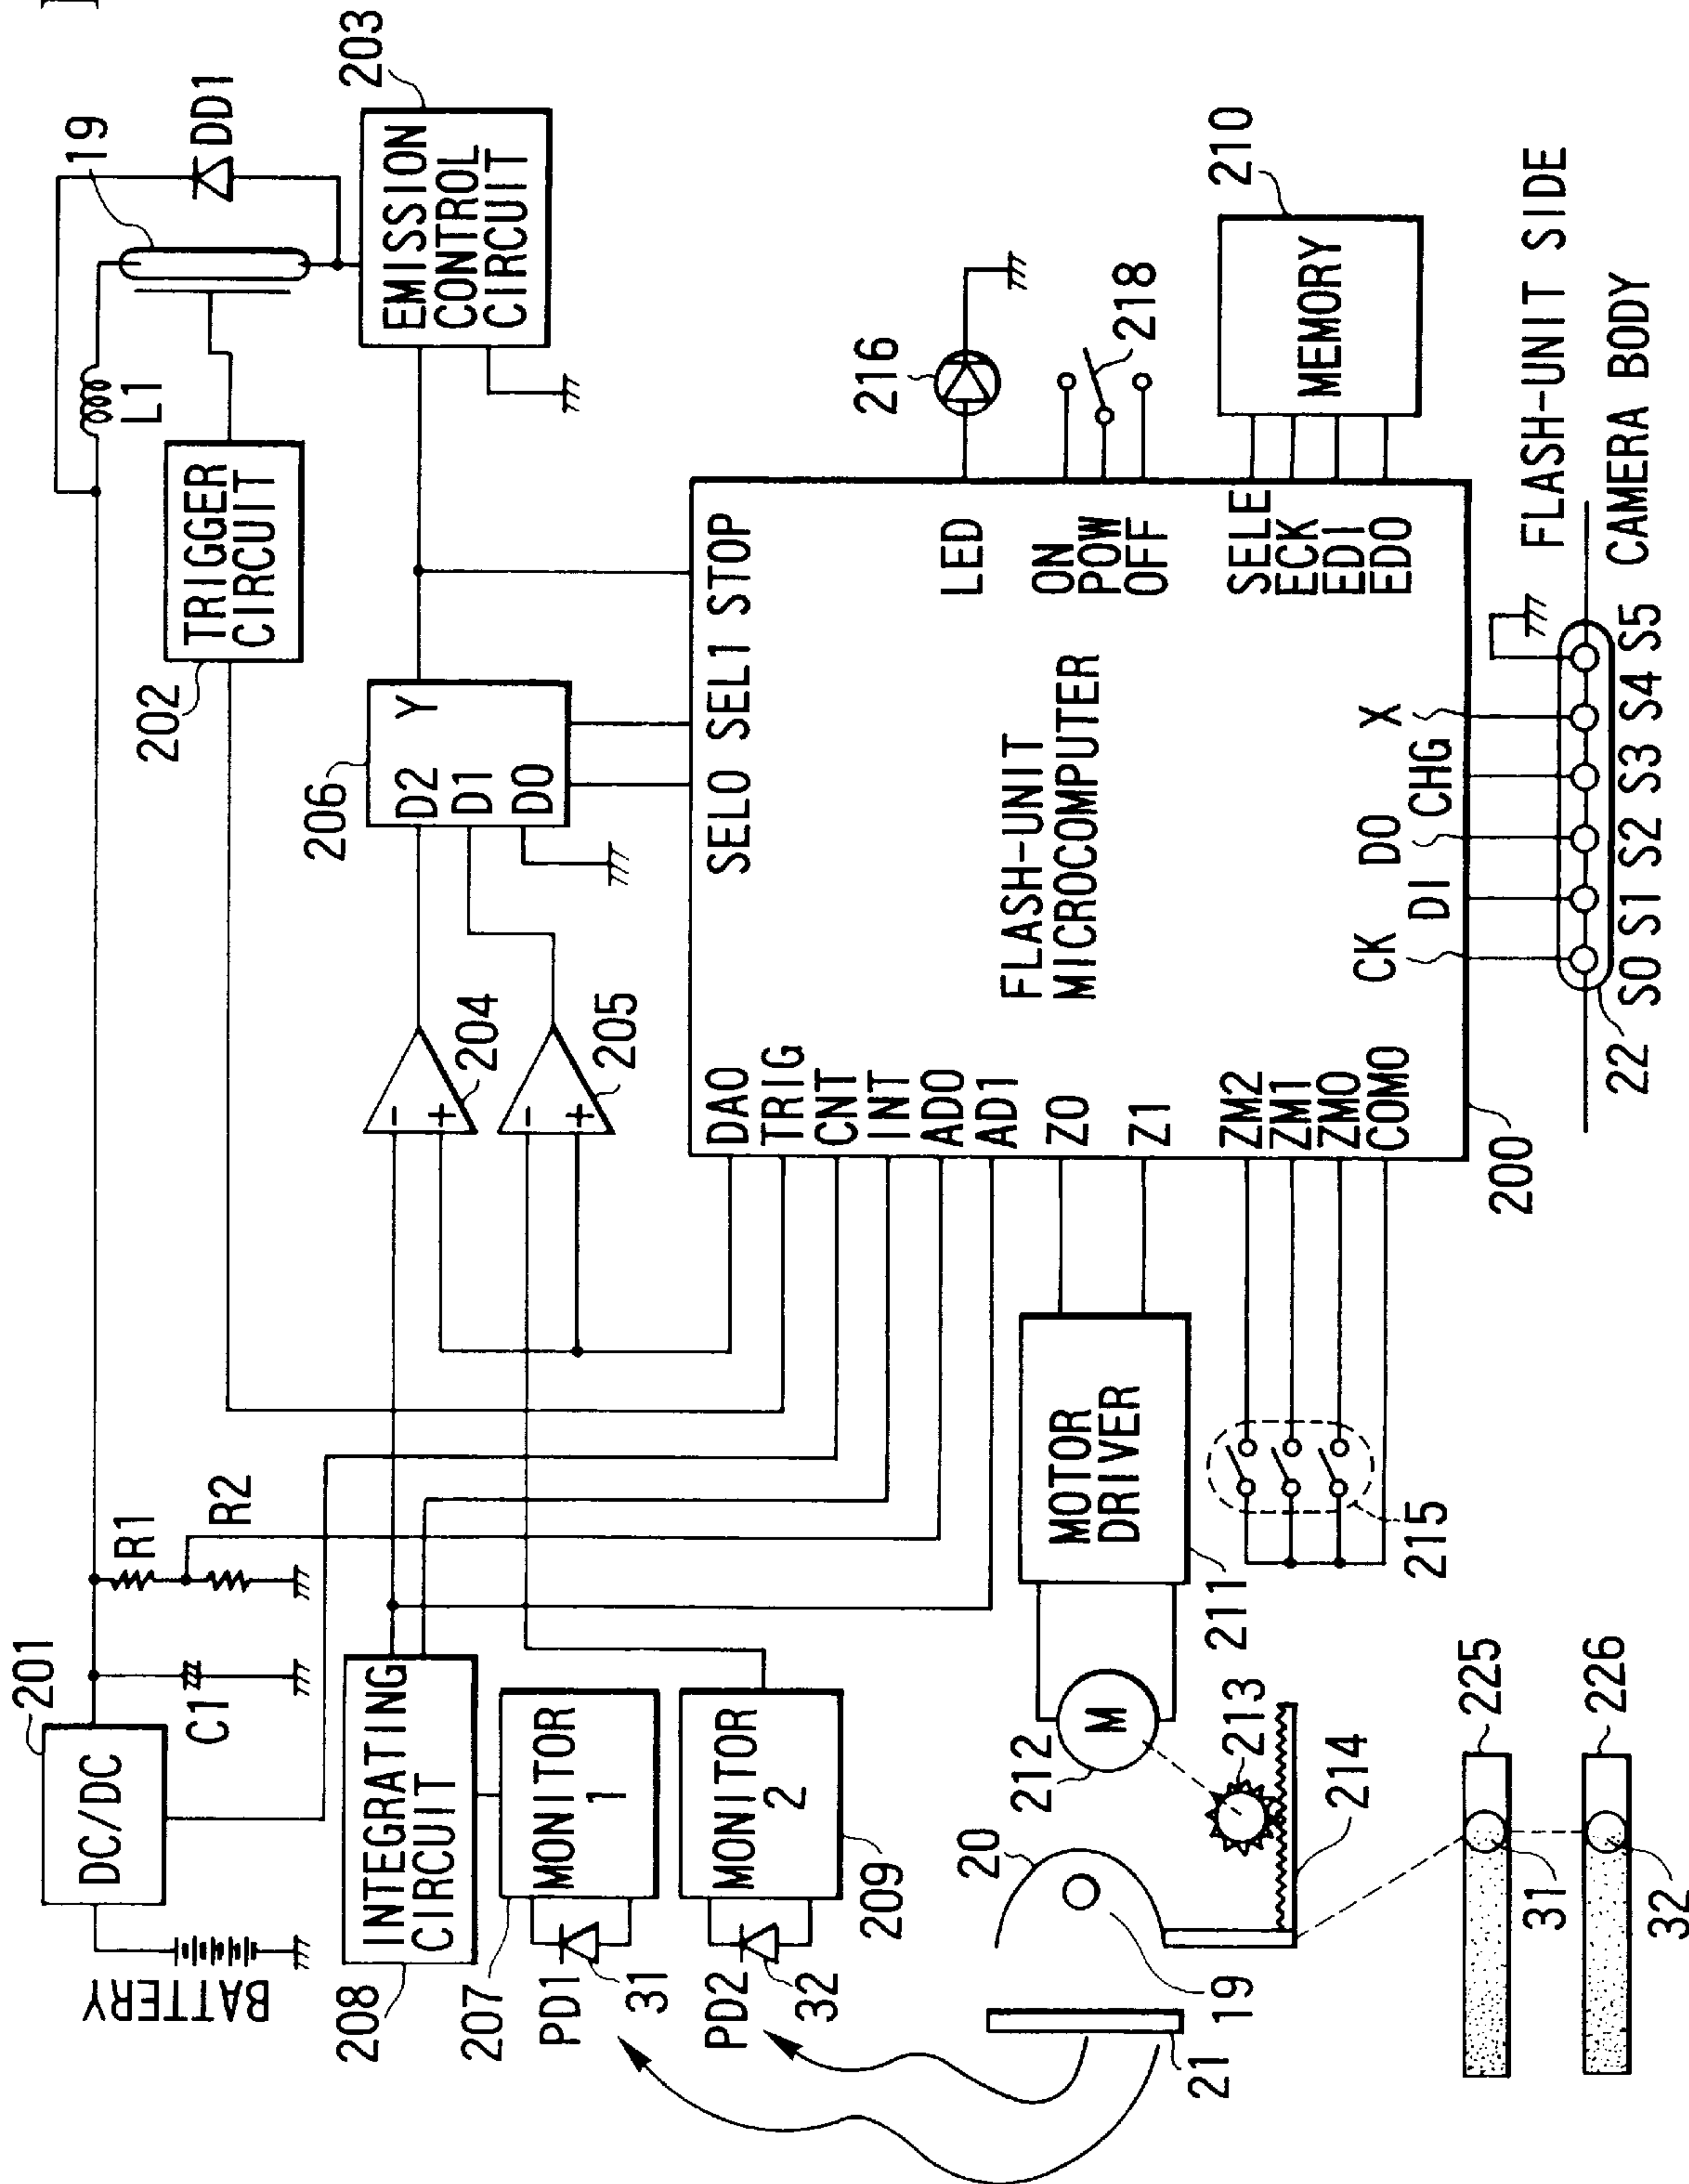 BATTERY
DC/DC
201
C1
R1
R2
L1
19
DD1
TRIGGER
CIRCUIT
202
EMISSION
CONTROL
CIRCUIT
203
INTEGRATING
CIRCUIT
208
MONITOR
1
207
PD1
31
MONITOR
2
209
PD2
32
204
-
+
205
-
+
206
D2
D1
D0
Y
SEL0
SEL1
STOP
DA0
TRIG
CNT
INT
AD0
AD1
Z0
Z1
ZM2
ZM1
ZM0
COM0
FLASH-UNIT
MICROCOMPUTER
200
LED
ON
POW
OFF
SELE
ECK
EDI
EDO
216
218
MEMORY
210
MOTOR
DRIVER
211
M
212
213
214
215
20
19
21
225
31
226
32
CK
DI
DO
CHG
X
22
S0 S1 S2 S3 S4 S5
FLASH-UNIT SIDE
CAMERA BODY